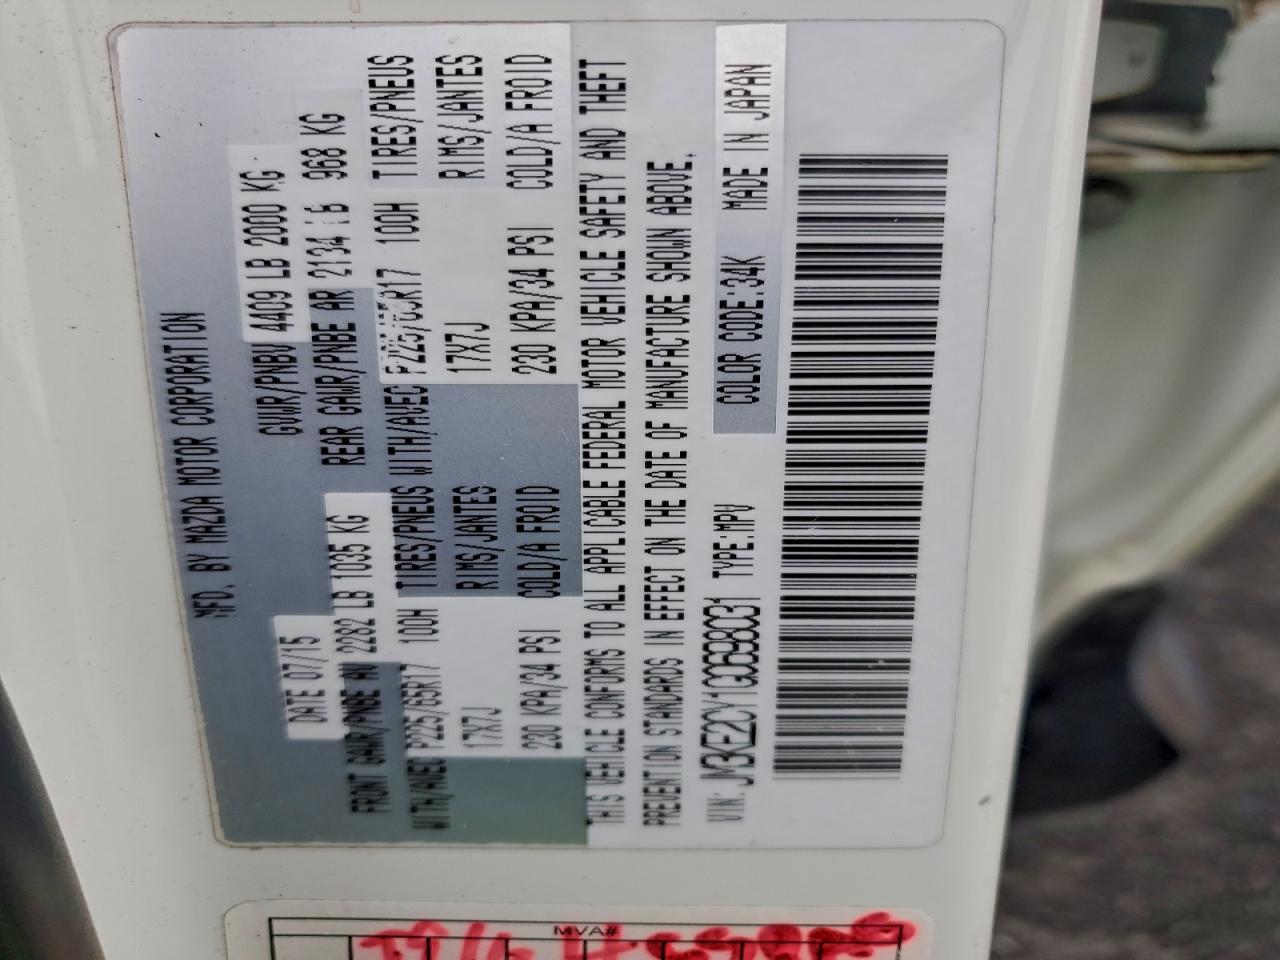 MFD. BY MAZDA MOTOR CORPORATION
DATE 07/15 GVWR/PNBV 4409 LB 2000 KG
FRONT GAWR/PNBE AV 2282 LB 1035 KG REAR GAWR/PNBE AR 2134 LB 968 KG
WITH/AVEC P225/65R17 100H TIRES/PNEUS WITH/AVEC P225/65R17 100H TIRES/PNEUS
17X7J RIMS/JANTES 17X7J RIMS/JANTES
230 KPA/34 PSI COLD/A FROID 230 KPA/34 PSI COLD/A FROID
THIS VEHICLE CONFORMS TO ALL APPLICABLE FEDERAL MOTOR VEHICLE SAFETY AND THEFT
PREVENTION STANDARDS IN EFFECT ON THE DATE OF MANUFACTURE SHOWN ABOVE.
VIN: JM3KE2CY1G0698031 TYPE:MPV COLOR CODE:34K MADE IN JAPAN
MVA#